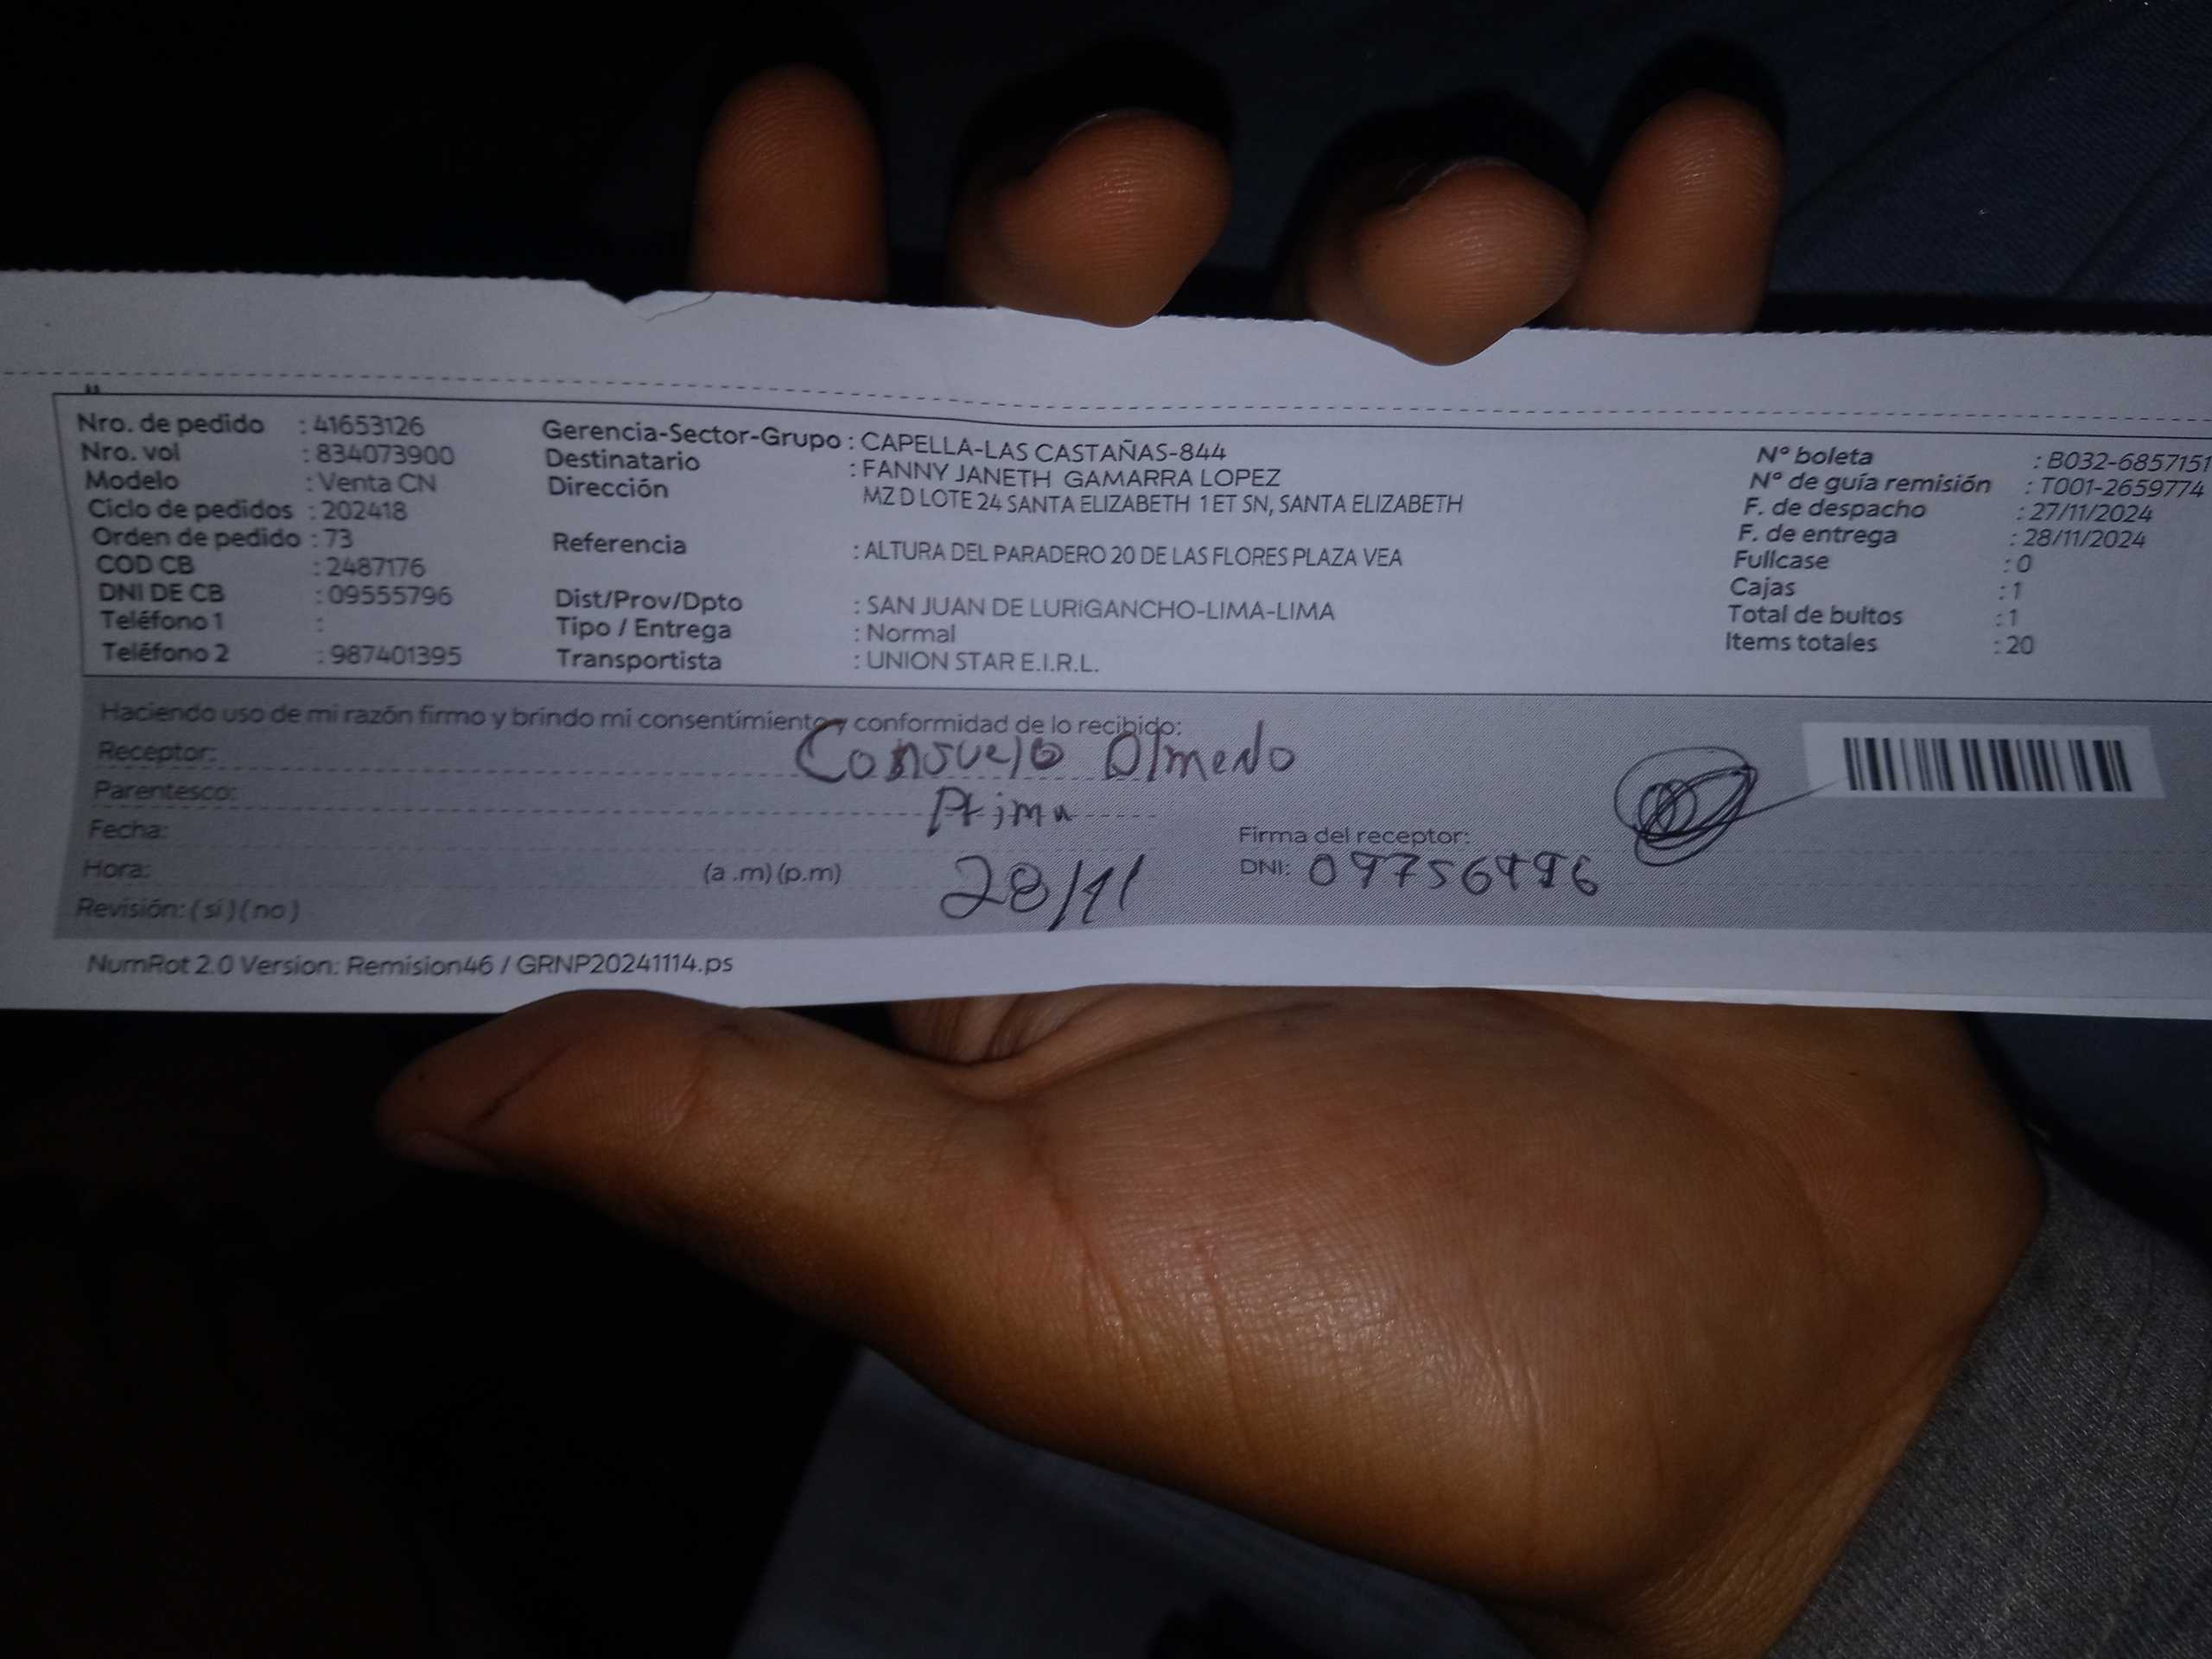 Nro. de pedido : 41653126
Nro. vol : 834073900
Modelo : Venta CN
Ciclo de pedidos : 202418
Orden de pedido : 73
COD CB : 2487176
DNI DE CB : 09555796
Teléfono 1 :
Teléfono 2 : 987401395
Gerencia-Sector-Grupo : CAPELLA-LAS CASTAÑAS-844
Destinatario : FANNY JANETH GAMARRA LOPEZ
Dirección MZ D LOTE 24 SANTA ELIZABETH 1 ET SN, SANTA ELIZABETH
Referencia : ALTURA DEL PARADERO 20 DE LAS FLORES PLAZA VEA
Dist/Prov/Dpto : SAN JUAN DE LURIGANCHO-LIMA-LIMA
Tipo / Entrega : Normal
Transportista : UNION STAR E.I.R.L.
N° boleta : B032-6857151
N° de guía remisión : T001-2659774
F. de despacho : 27/11/2024
F. de entrega : 28/11/2024
Fullcase : 0
Cajas : 1
Total de bultos : 1
Items totales : 20
Haciendo uso de mi razón firmo y brindo mi consentimiento y conformidad de lo recibido:
Receptor: Consuelo Olmedo
Parentesco: Prima
Fecha: 28/11
Hora: (a .m) (p.m)
Revisión: ( si ) ( no )
Firma del receptor:
DNI:
NumRot 2.0 Version: Remision46 / GRNP20241114.ps